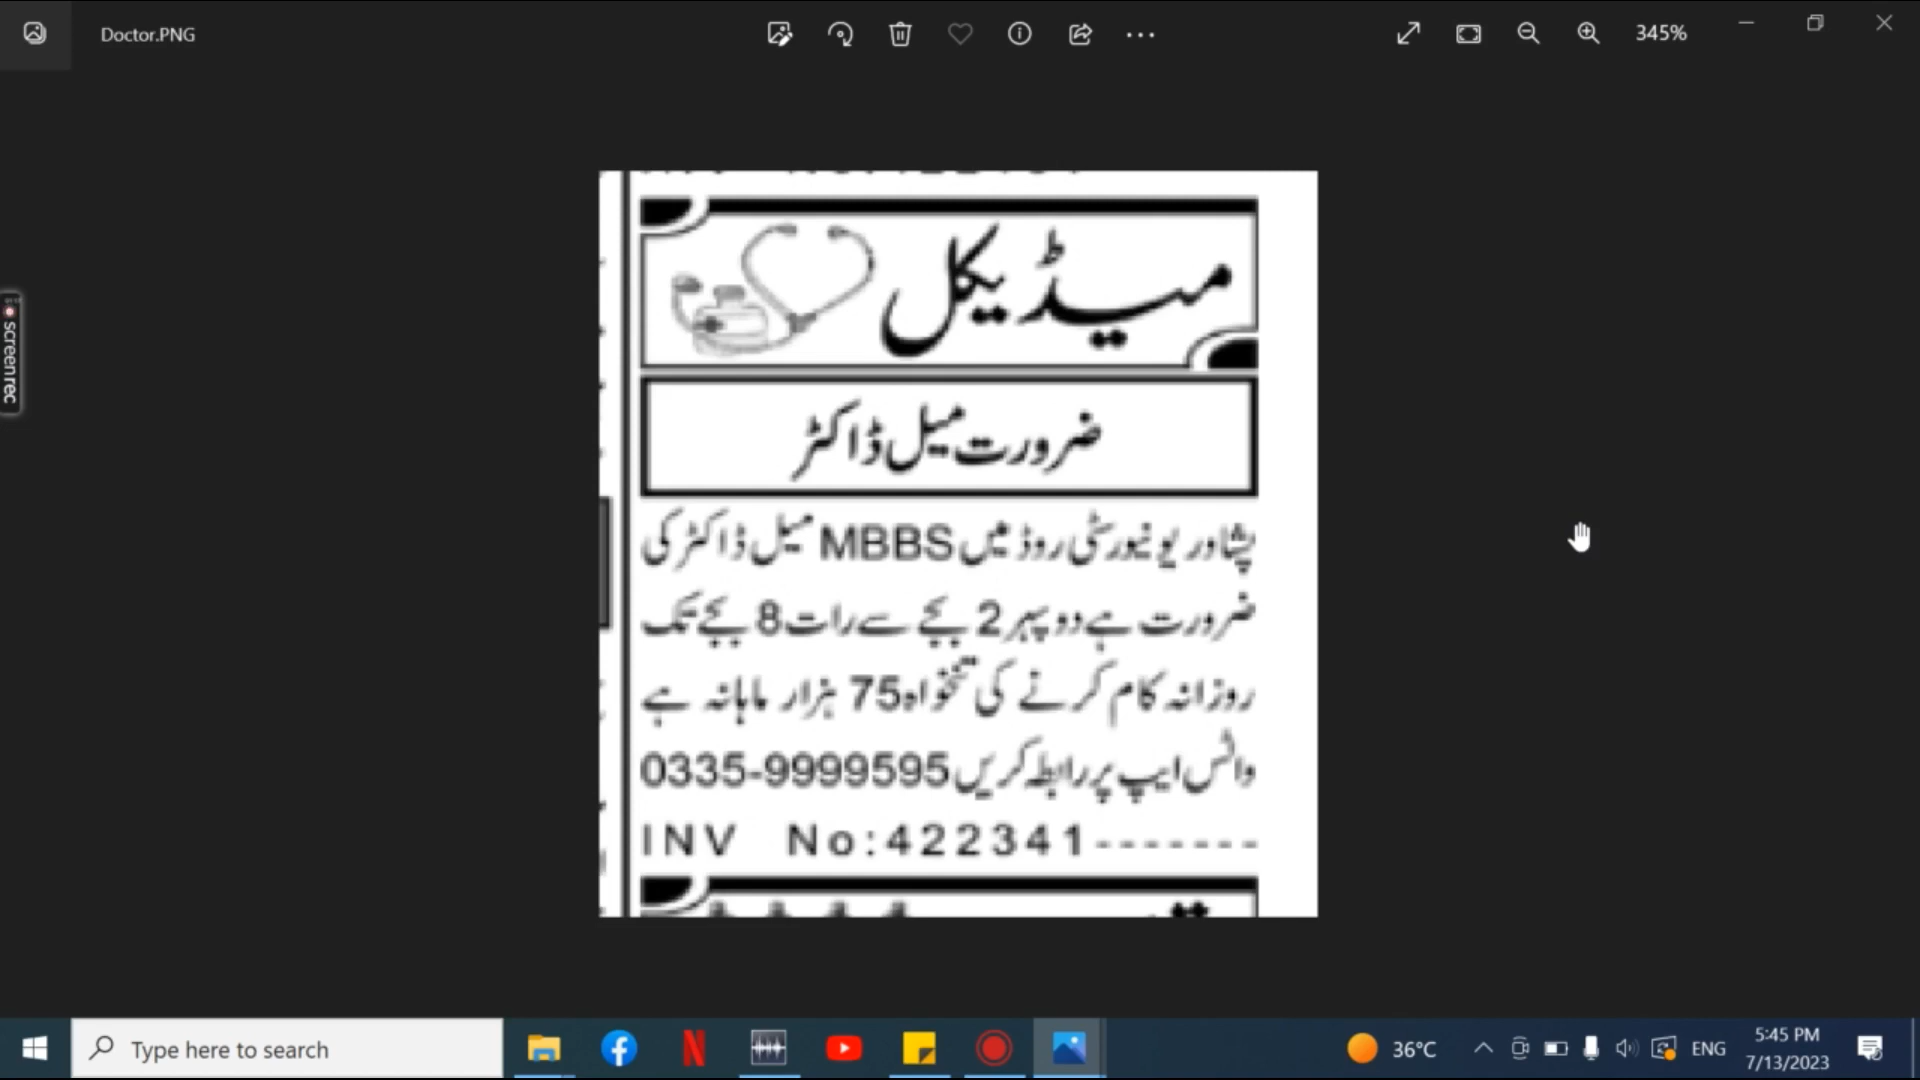 Doctor.PNG
345%
screenrec
میڈیکل
ضرورت میل ڈاکٹر
پشاور یونیورسٹی روڈ میں MBBS میل ڈاکٹر کی
ضرورت ہے دوپہر 2 بجے سے رات 8 بجے تک
روزانہ کام کرنے کی تنخواہ 75 ہزار ماہانہ ہے
واٹس ایپ پر رابطہ کریں 0335-9999595
INV No:422341-------
Type here to search
36°C
ENG
5:45 PM
7/13/2023